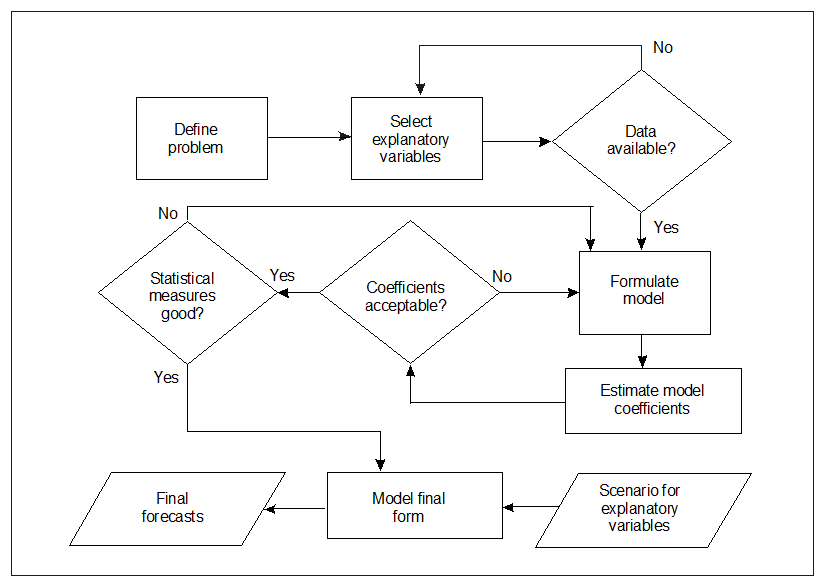 No
Define
problem
Select
explanatory
variables
Data
available?
No
Yes
Statistical
measures
good?
Yes
Coefficients
acceptable?
No
Formulate
model
Yes
Estimate model
coefficients
Final
forecasts
Model final
form
Scenario for
explanatory
variables